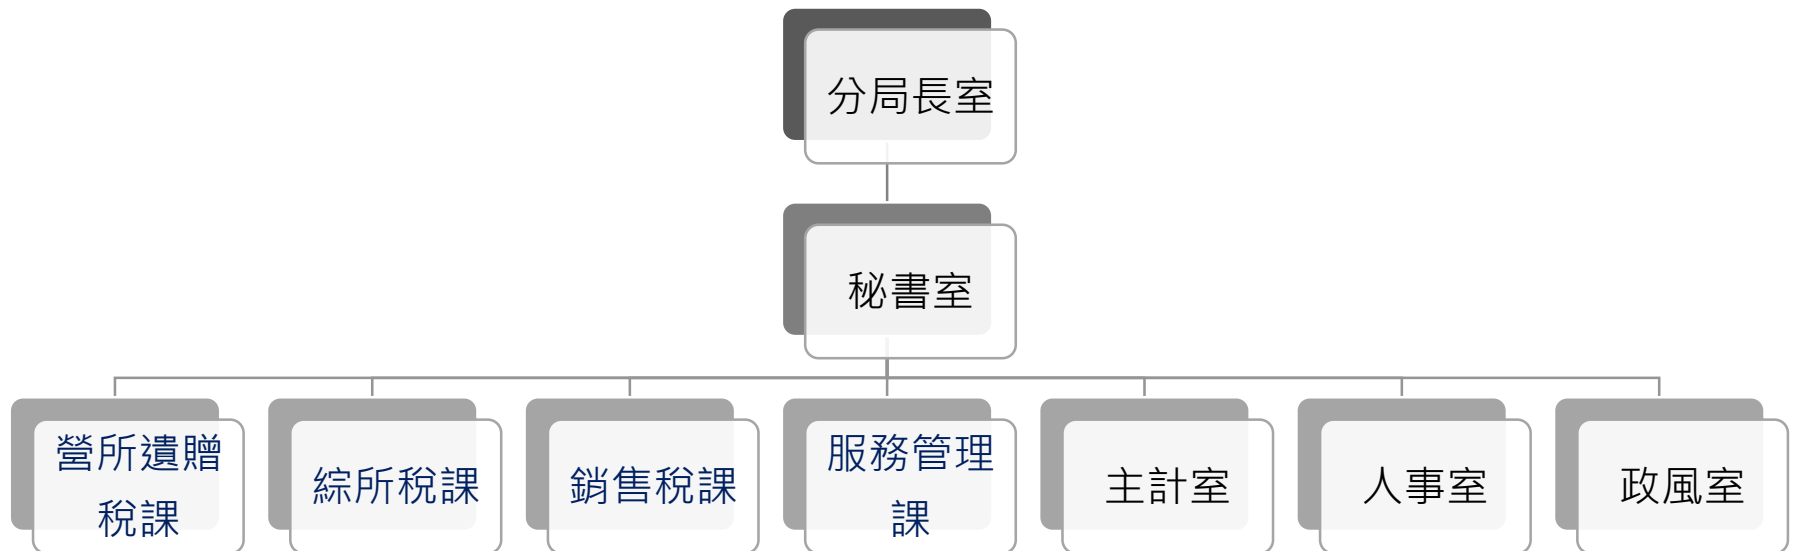 分局長室
秘書室
營所遺贈
稅課
綜所稅課
銷售稅課
服務管理
課
主計室
人事室
政風室